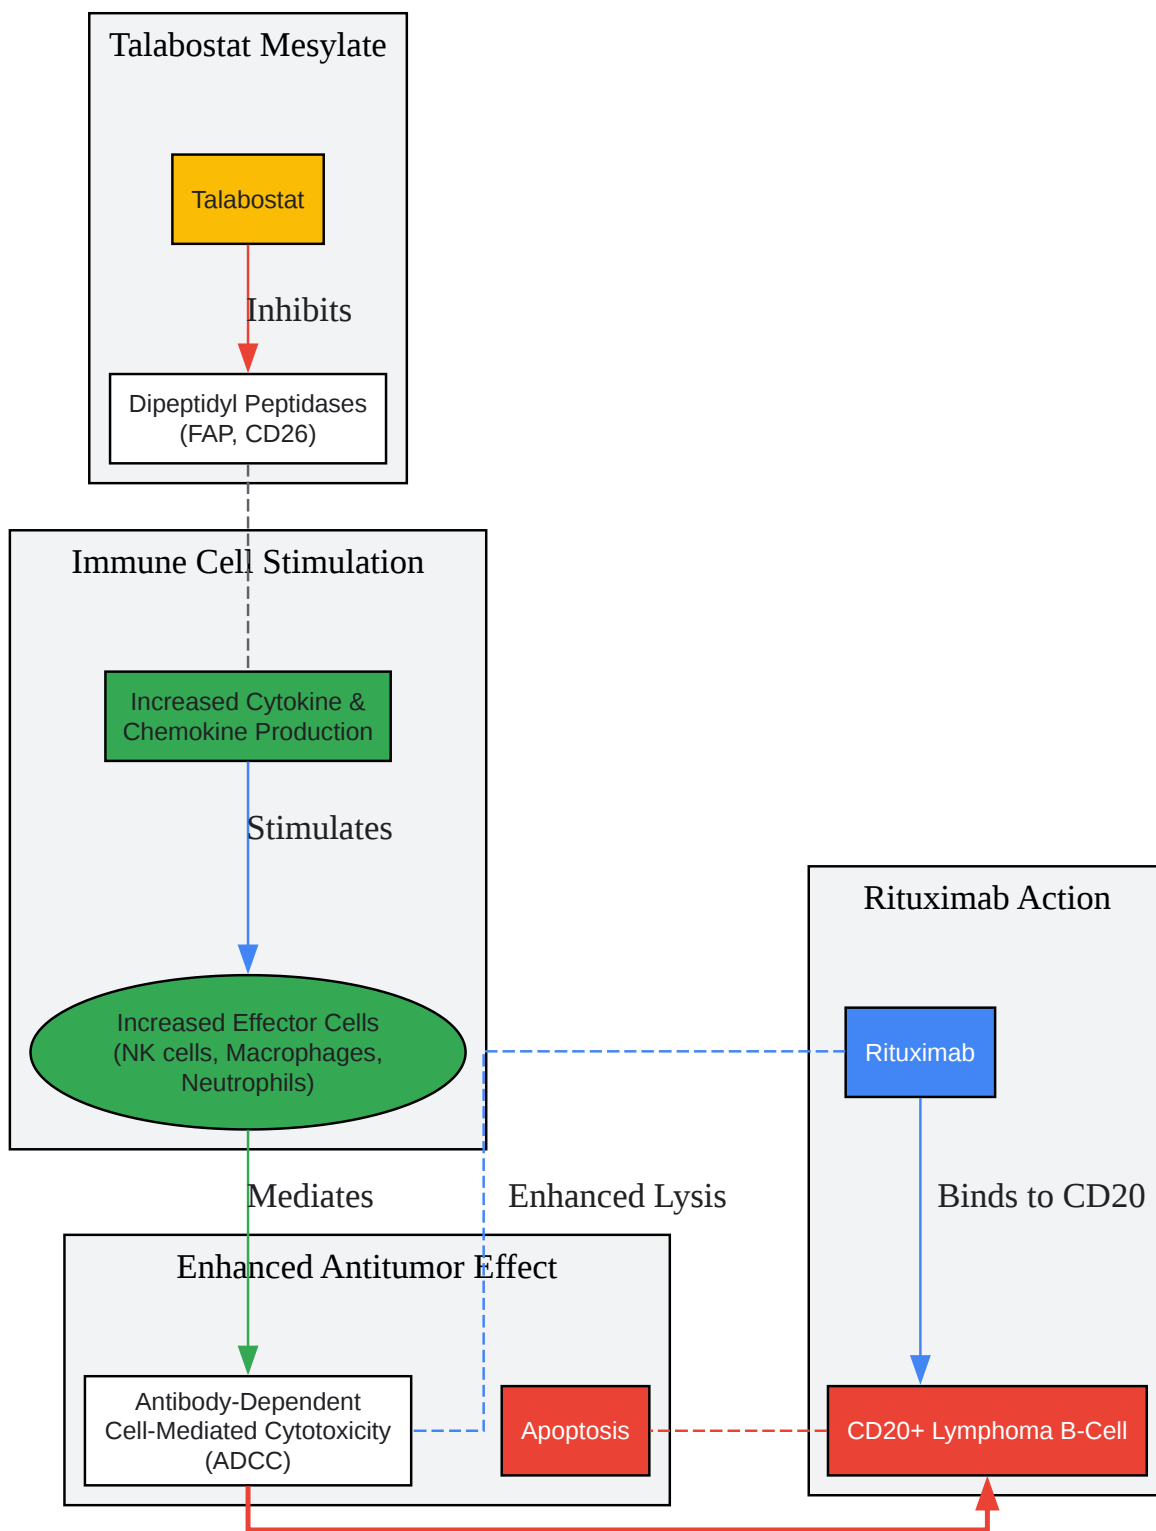 Talabostat Mesylate
Talabostat
Inhibits
Dipeptidyl Peptidases
(FAP, CD26)
Immune Cell Stimulation
Increased Cytokine &
Chemokine Production
Stimulates
Increased Effector Cells
(NK cells, Macrophages,
Neutrophils)
Rituximab Action
Rituximab
Mediates
Enhanced Lysis
Binds to CD20
Enhanced Antitumor Effect
Antibody-Dependent
Cell-Mediated Cytotoxicity
(ADCC)
Apoptosis
CD20+ Lymphoma B-Cell